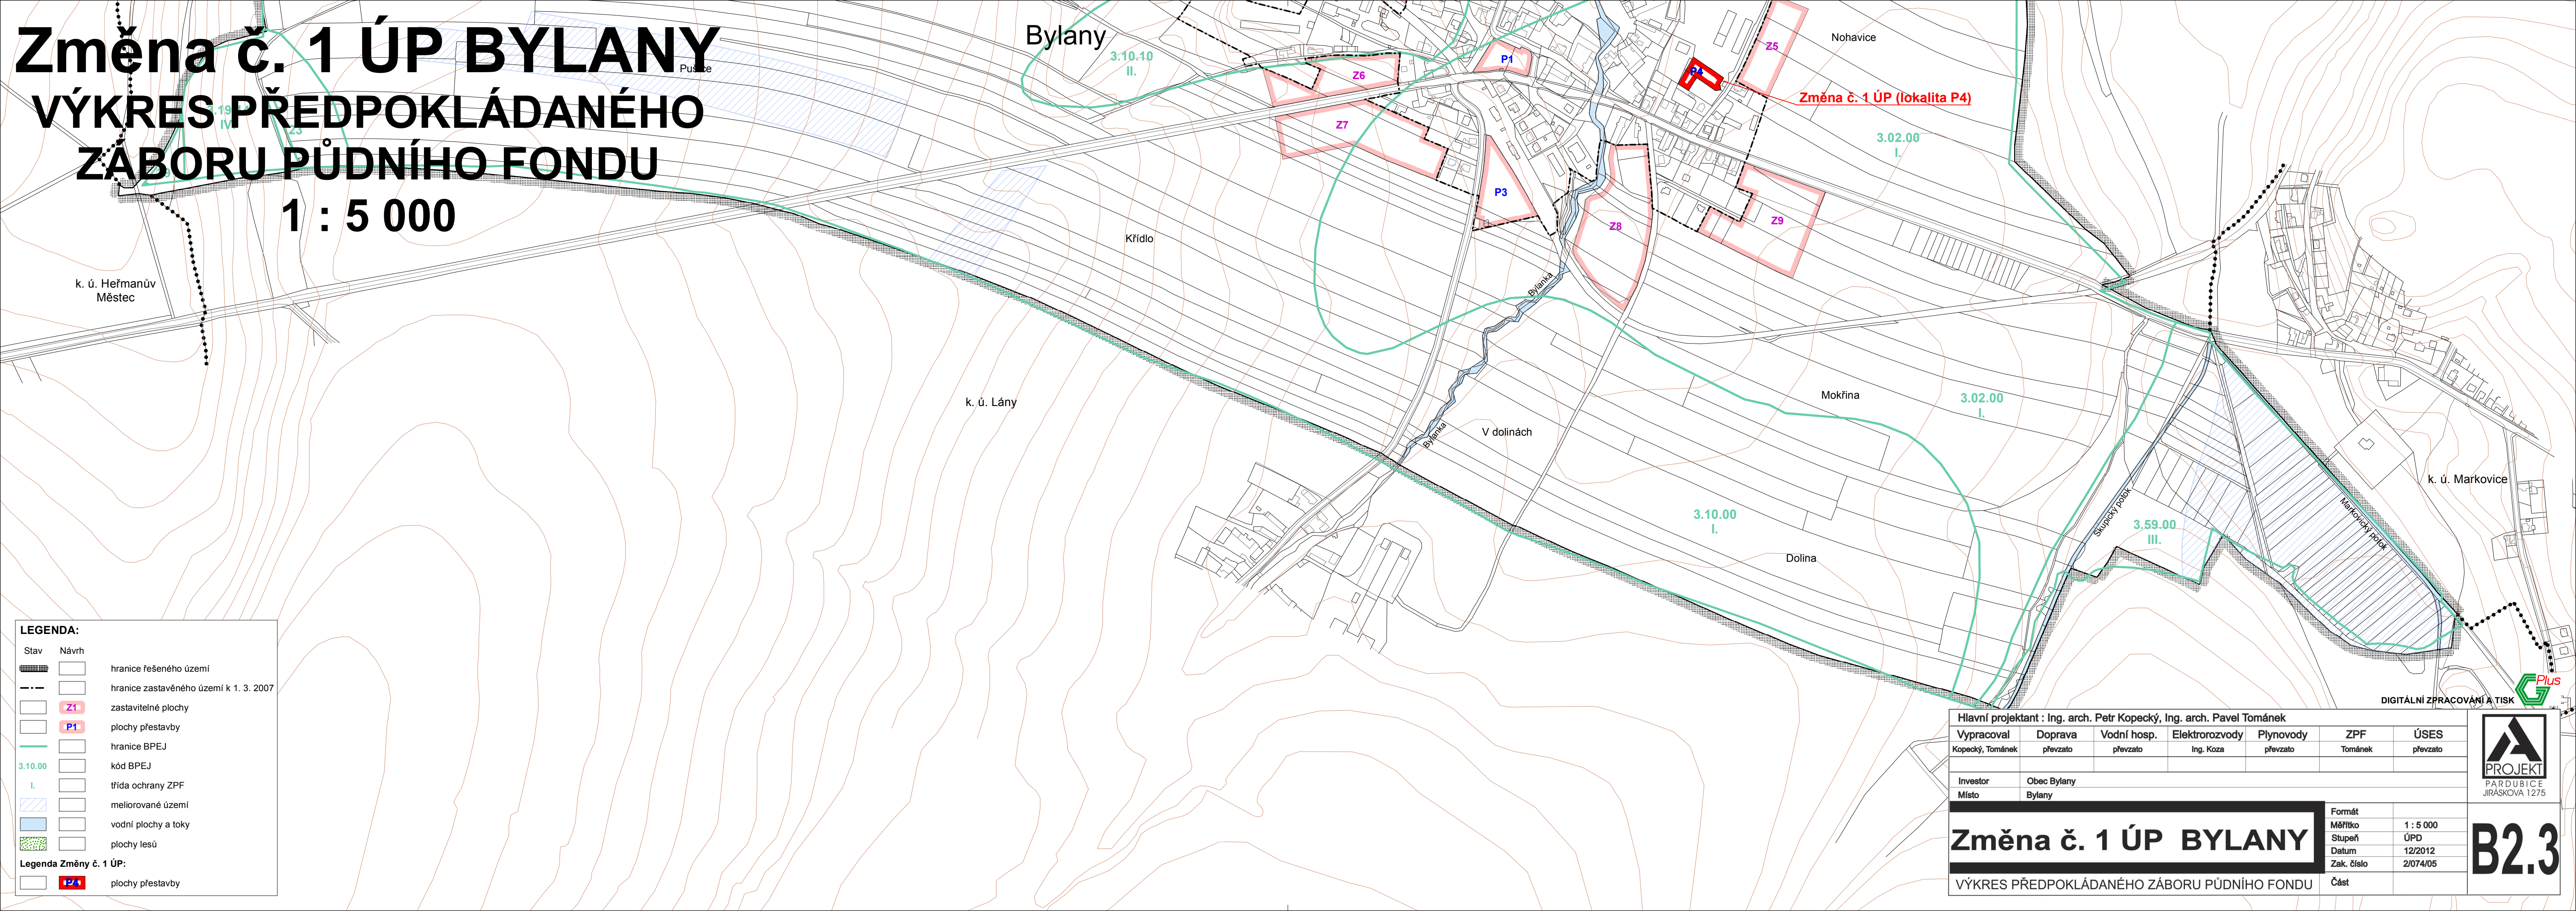 Změna č. 1 ÚP BYLANY
VÝKRES PŘEDPOKLÁDANÉHO
ZÁBORU PŮDNÍHO FONDU
1 : 5 000
Pušice
IV.
23
k. ú. Heřmanův
Městec
Bylany
3.10.10
II.
Z6
Z7
P1
P3
Z5
P4
Nohavice
Změna č. 1 ÚP (lokalita P4)
3.02.00
I.
Z8
Z9
Křídlo
Bylanka
k. ú. Lány
Bylanka
V dolinách
Mokřina
3.02.00
I.
3.10.00
I.
Dolina
Skupický potok
3.59.00
III.
Markovický potok
k. ú. Markovice
LEGENDA:
Stav Návrh
hranice řešeného území
hranice zastavěného území k 1. 3. 2007
Z1 zastavitelné plochy
P1 plochy přestavby
hranice BPEJ
3.10.00 kód BPEJ
I. třída ochrany ZPF
meliorované území
vodní plochy a toky
plochy lesů
Legenda Změny č. 1 ÚP:
P4 plochy přestavby
DIGITÁLNÍ ZPRACOVÁNÍ A TISK
G Plus
Hlavní projektant : Ing. arch. Petr Kopecký, Ing. arch. Pavel Tománek
Vypracoval Doprava Vodní hosp. Elektrorozvody Plynovody ZPF ÚSES
Kopecký, Tománek převzato převzato Ing. Koza převzato Tománek převzato
Investor Obec Bylany
Místo Bylany
A
PROJEKT
PARDUBICE
JIRÁSKOVA 1275
Změna č. 1 ÚP BYLANY
VÝKRES PŘEDPOKLÁDANÉHO ZÁBORU PŮDNÍHO FONDU
Formát
Měřítko 1 : 5 000
Stupeň ÚPD
Datum 12/2012
Zak. číslo 2/074/05
Část
B2.3